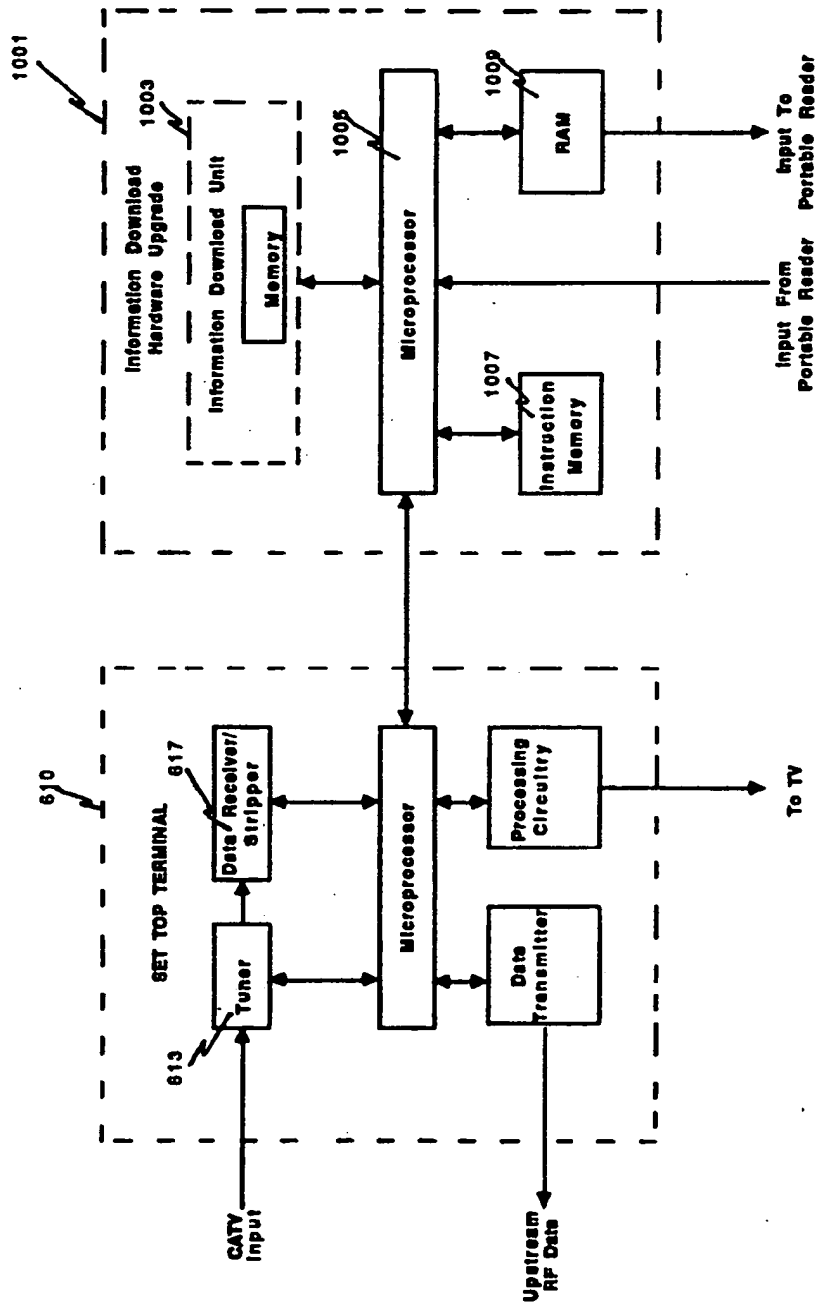 610
SET TOP TERMINAL
CATV
Input
613
Tuner
617
Data Receiver/
Stripper
Microprocessor
Data
Transmitter
Processing
Circuitry
Upstream
RF Data
To TV
1001
Information Download
Hardware Upgrade
1003
Information Download Unit
Memory
1005
Microprocessor
1007
Instruction
Memory
1009
RAM
Input From
Portable Reader
Input To
Portable Reader